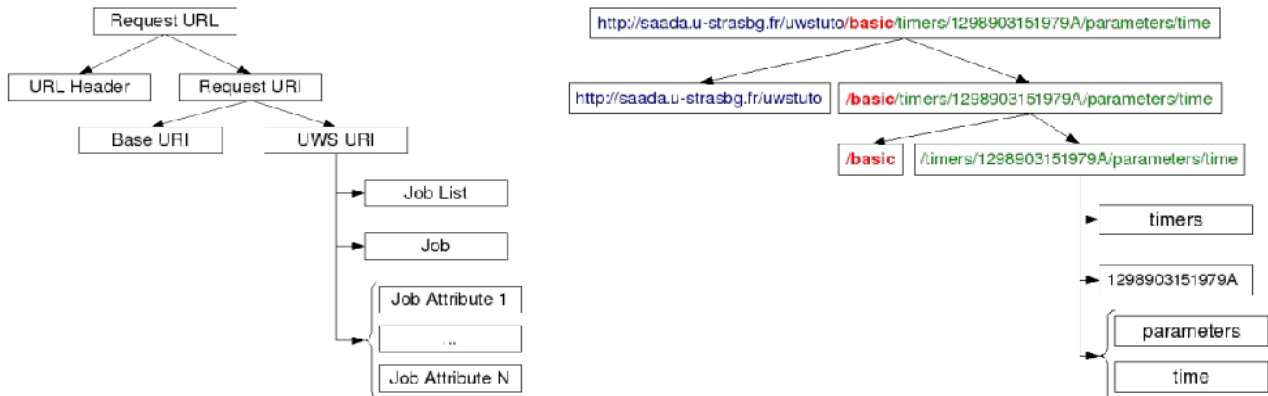 Request URL
URL Header
Request URI
Base URI
UWS URI
Job List
Job
Job Attribute 1
...
Job Attribute N
http://saada.u-strasbg.fr/uwstuto/basic/timers/1298903151979A/parameters/time
http://saada.u-strasbg.fr/uwstuto
/basic/timers/1298903151979A/parameters/time
/basic
/timers/1298903151979A/parameters/time
timers
1298903151979A
parameters
time